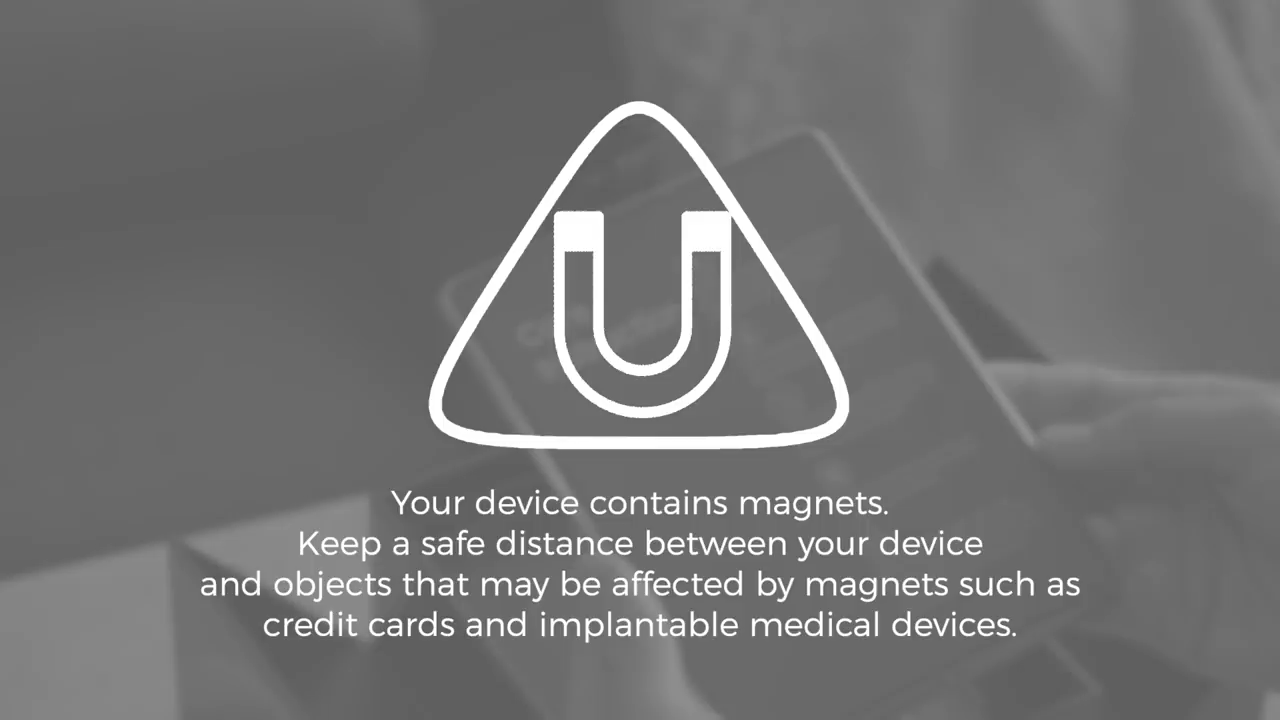 Your device contains magnets.
Keep a safe distance between your device
and objects that may be affected by magnets such as
credit cards and implantable medical devices.